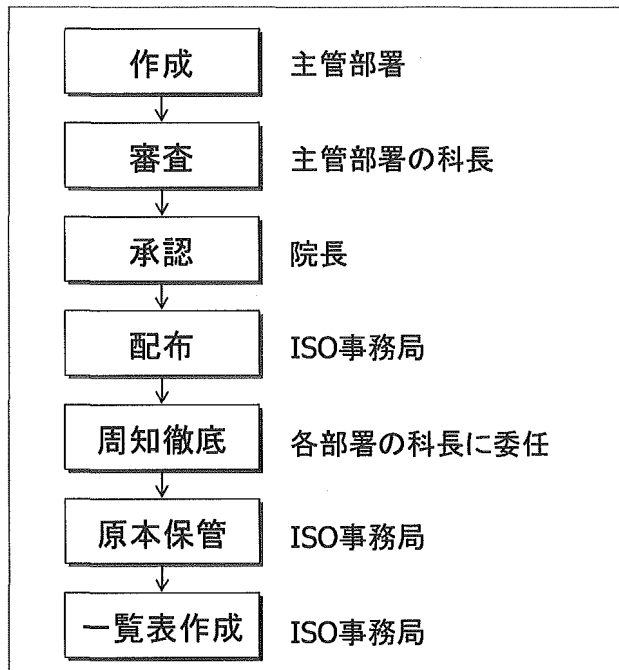 作成 主管部署
審査 主管部署の科長
承認 院長
配布 ISO事務局
周知徹底 各部署の科長に委任
原本保管 ISO事務局
一覧表作成 ISO事務局